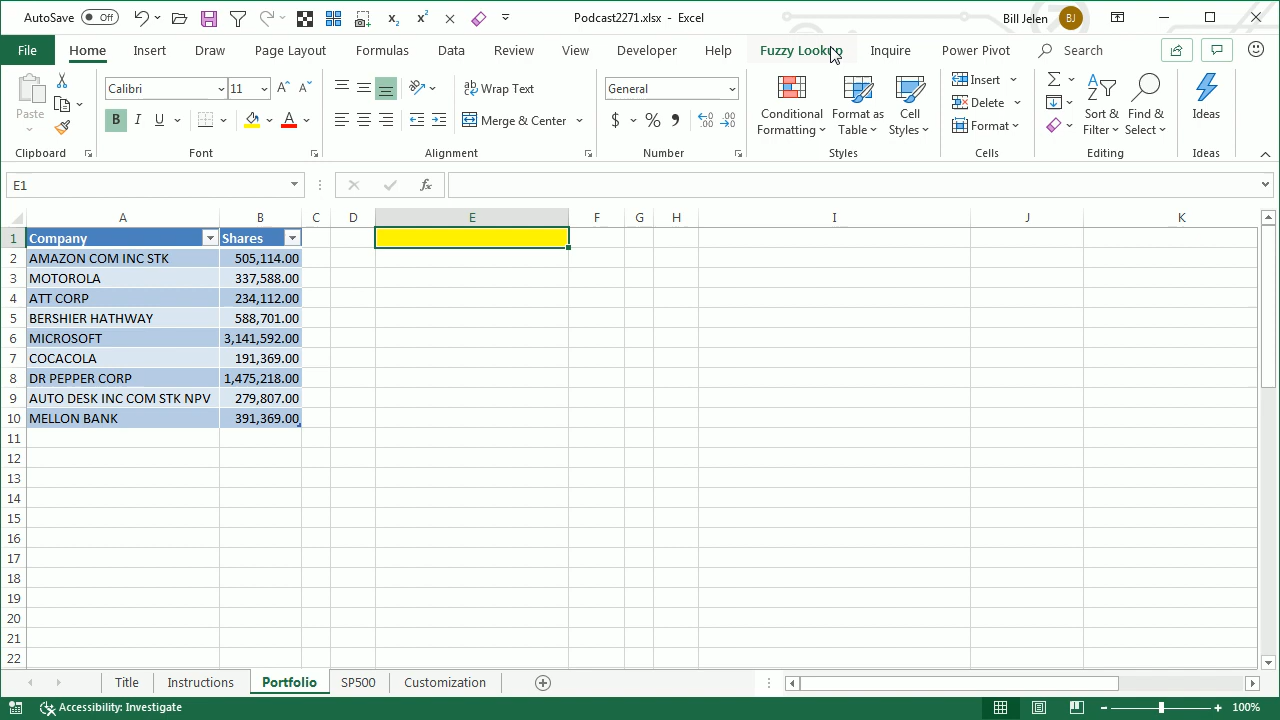 AutoSave Off Podcast2271.xlsx - Excel Bill Jelen BJ
File Home Insert Draw Page Layout Formulas Data Review View Developer Help Fuzzy Lookup Inquire Power Pivot Search
Paste
Calibri 11
Wrap Text
General
Conditional Formatting
Format as Table
Cell Styles
Insert
Delete
Format
Sort & Filter
Find & Select
Ideas
B I U
Merge & Center
$ %
Clipboard Font Alignment Number Styles Cells Editing Ideas
E1 fx
A B C D E F G H I J K
1 Company Shares
2 AMAZON COM INC STK 505,114.00
3 MOTOROLA 337,588.00
4 ATT CORP 234,112.00
5 BERSHIER HATHWAY 588,701.00
6 MICROSOFT 3,141,592.00
7 COCACOLA 191,369.00
8 DR PEPPER CORP 1,475,218.00
9 AUTO DESK INC COM STK NPV 279,807.00
10 MELLON BANK 391,369.00
11
12
13
14
15
16
17
18
19
20
21
22
Title Instructions Portfolio SP500 Customization
Accessibility: Investigate 100%